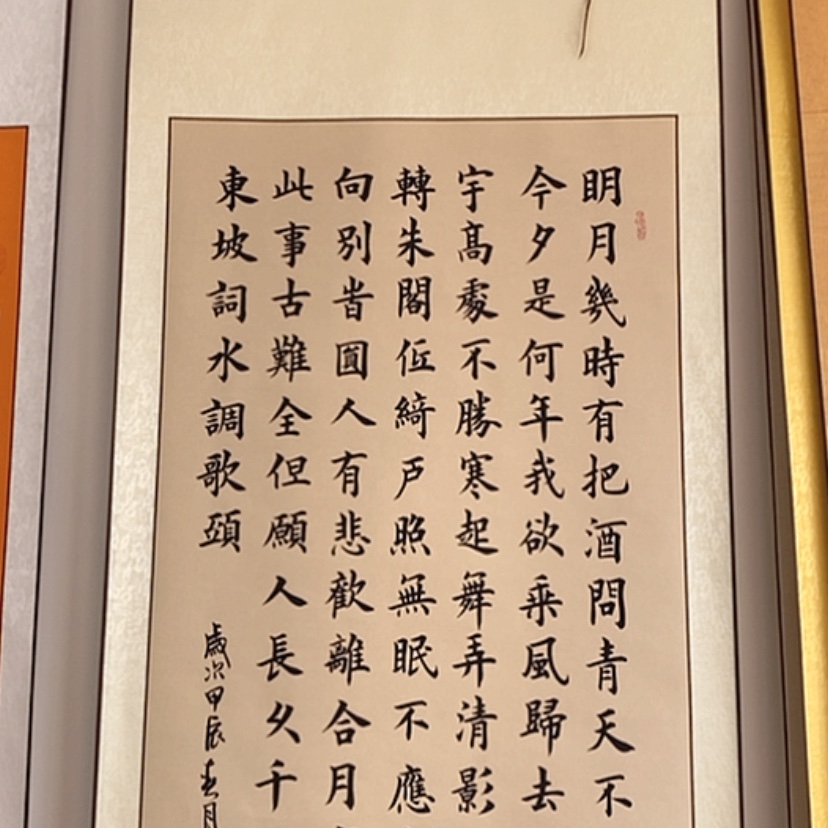 明月幾時有把酒問青天不
今夕是何年我欲乘風歸去
宇高處不勝寒起舞弄清影
轉朱閣低綺戶照無眠不應
向別時圓人有悲歡離合月
此事古難全但願人長久千
東坡詞水調歌頭
歲次甲辰春月